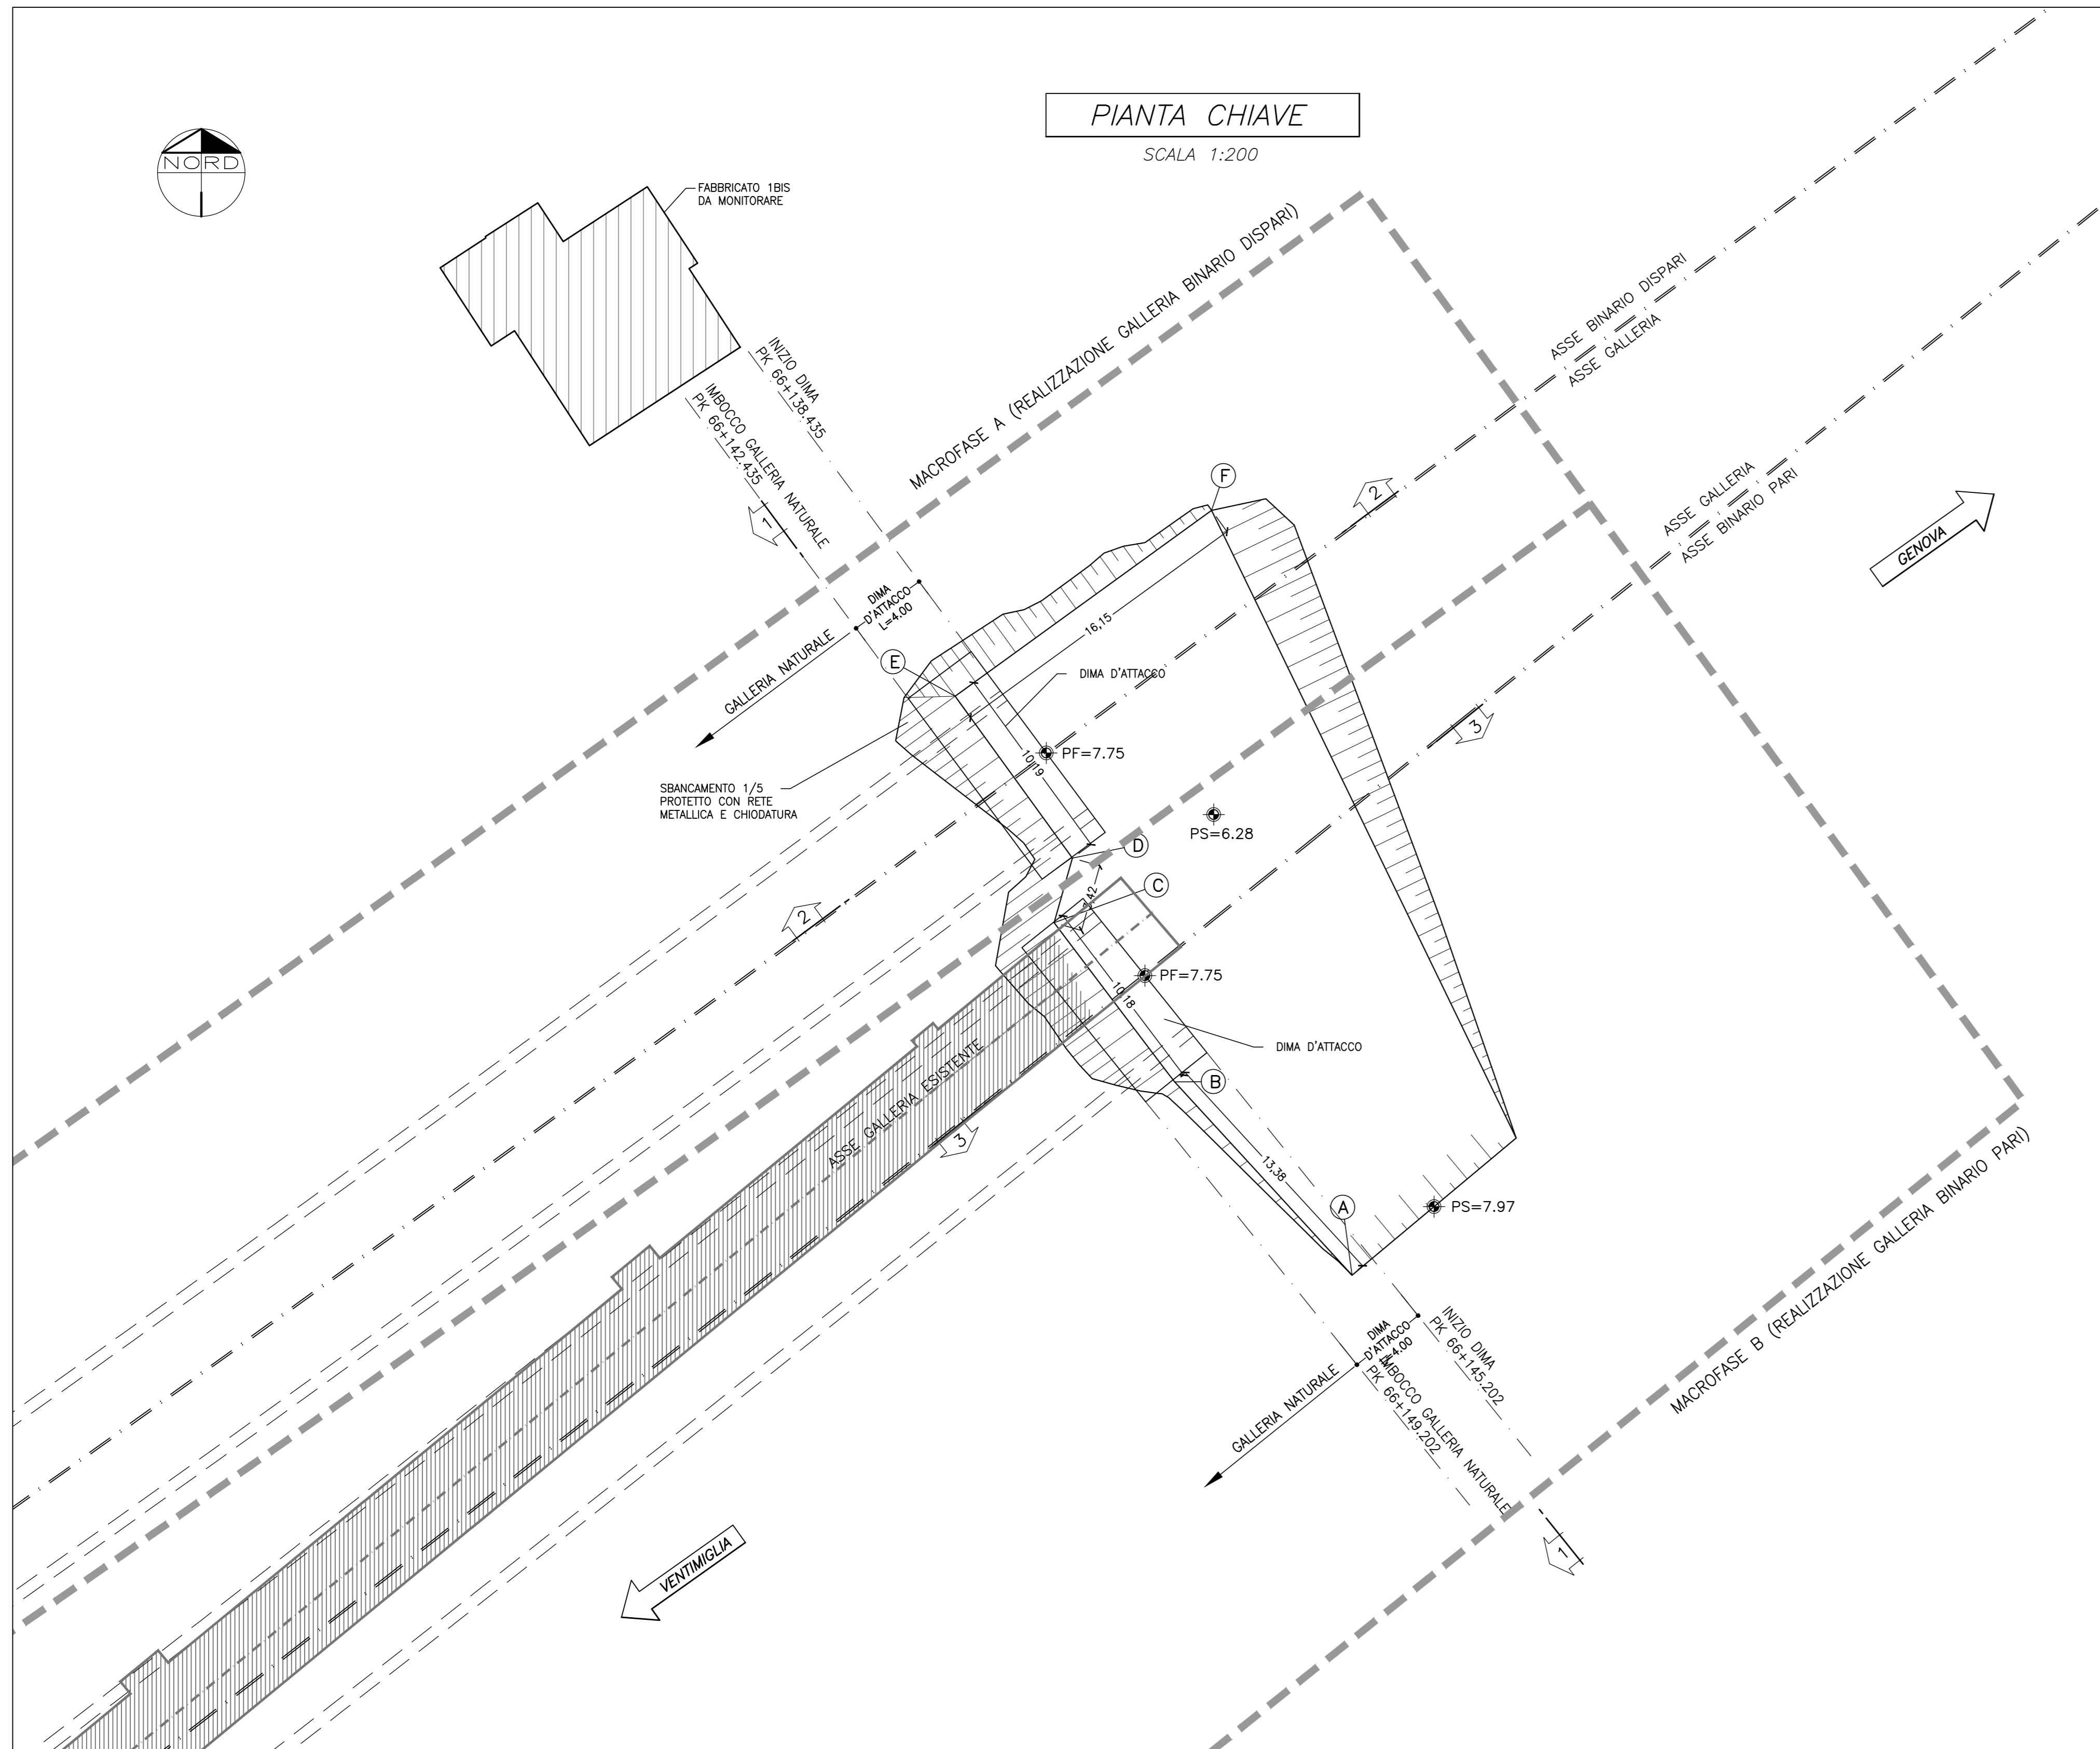 PIANTA CHIAVE
SCALA 1:200
NORD
FABBRICATO 1BIS
DA MONITORARE
MACROFASE A (REALIZZAZIONE GALLERIA BINARIO DISPARI)
INIZIO DIMA
PK 66+138.435
IMBOCCO GALLERIA NATURALE
PK 66+142.435
ASSE BINARIO DISPARI
ASSE GALLERIA
ASSE GALLERIA
ASSE BINARIO PARI
GENOVA
1
2
F
DIMA
D'ATTACCO
L=4.00
GALLERIA NATURALE
16,15
E
DIMA D'ATTACCO
3
10,19
PF=7.75
SBANCAMENTO 1/5
PROTETTO CON RETE
METALLICA E CHIODATURA
PS=6.28
D
C
2
PF=7.75
10,18
DIMA D'ATTACCO
B
ASSE GALLERIA ESISTENTE
3
13,38
A
PS=7.97
MACROFASE B (REALIZZAZIONE GALLERIA BINARIO PARI)
DIMA
D'ATTACCO
L=4.00
INIZIO DIMA
PK 66+145.202
IMBOCCO GALLERIA NATURALE
PK 66+149.202
GALLERIA NATURALE
VENTIMIGLIA
1